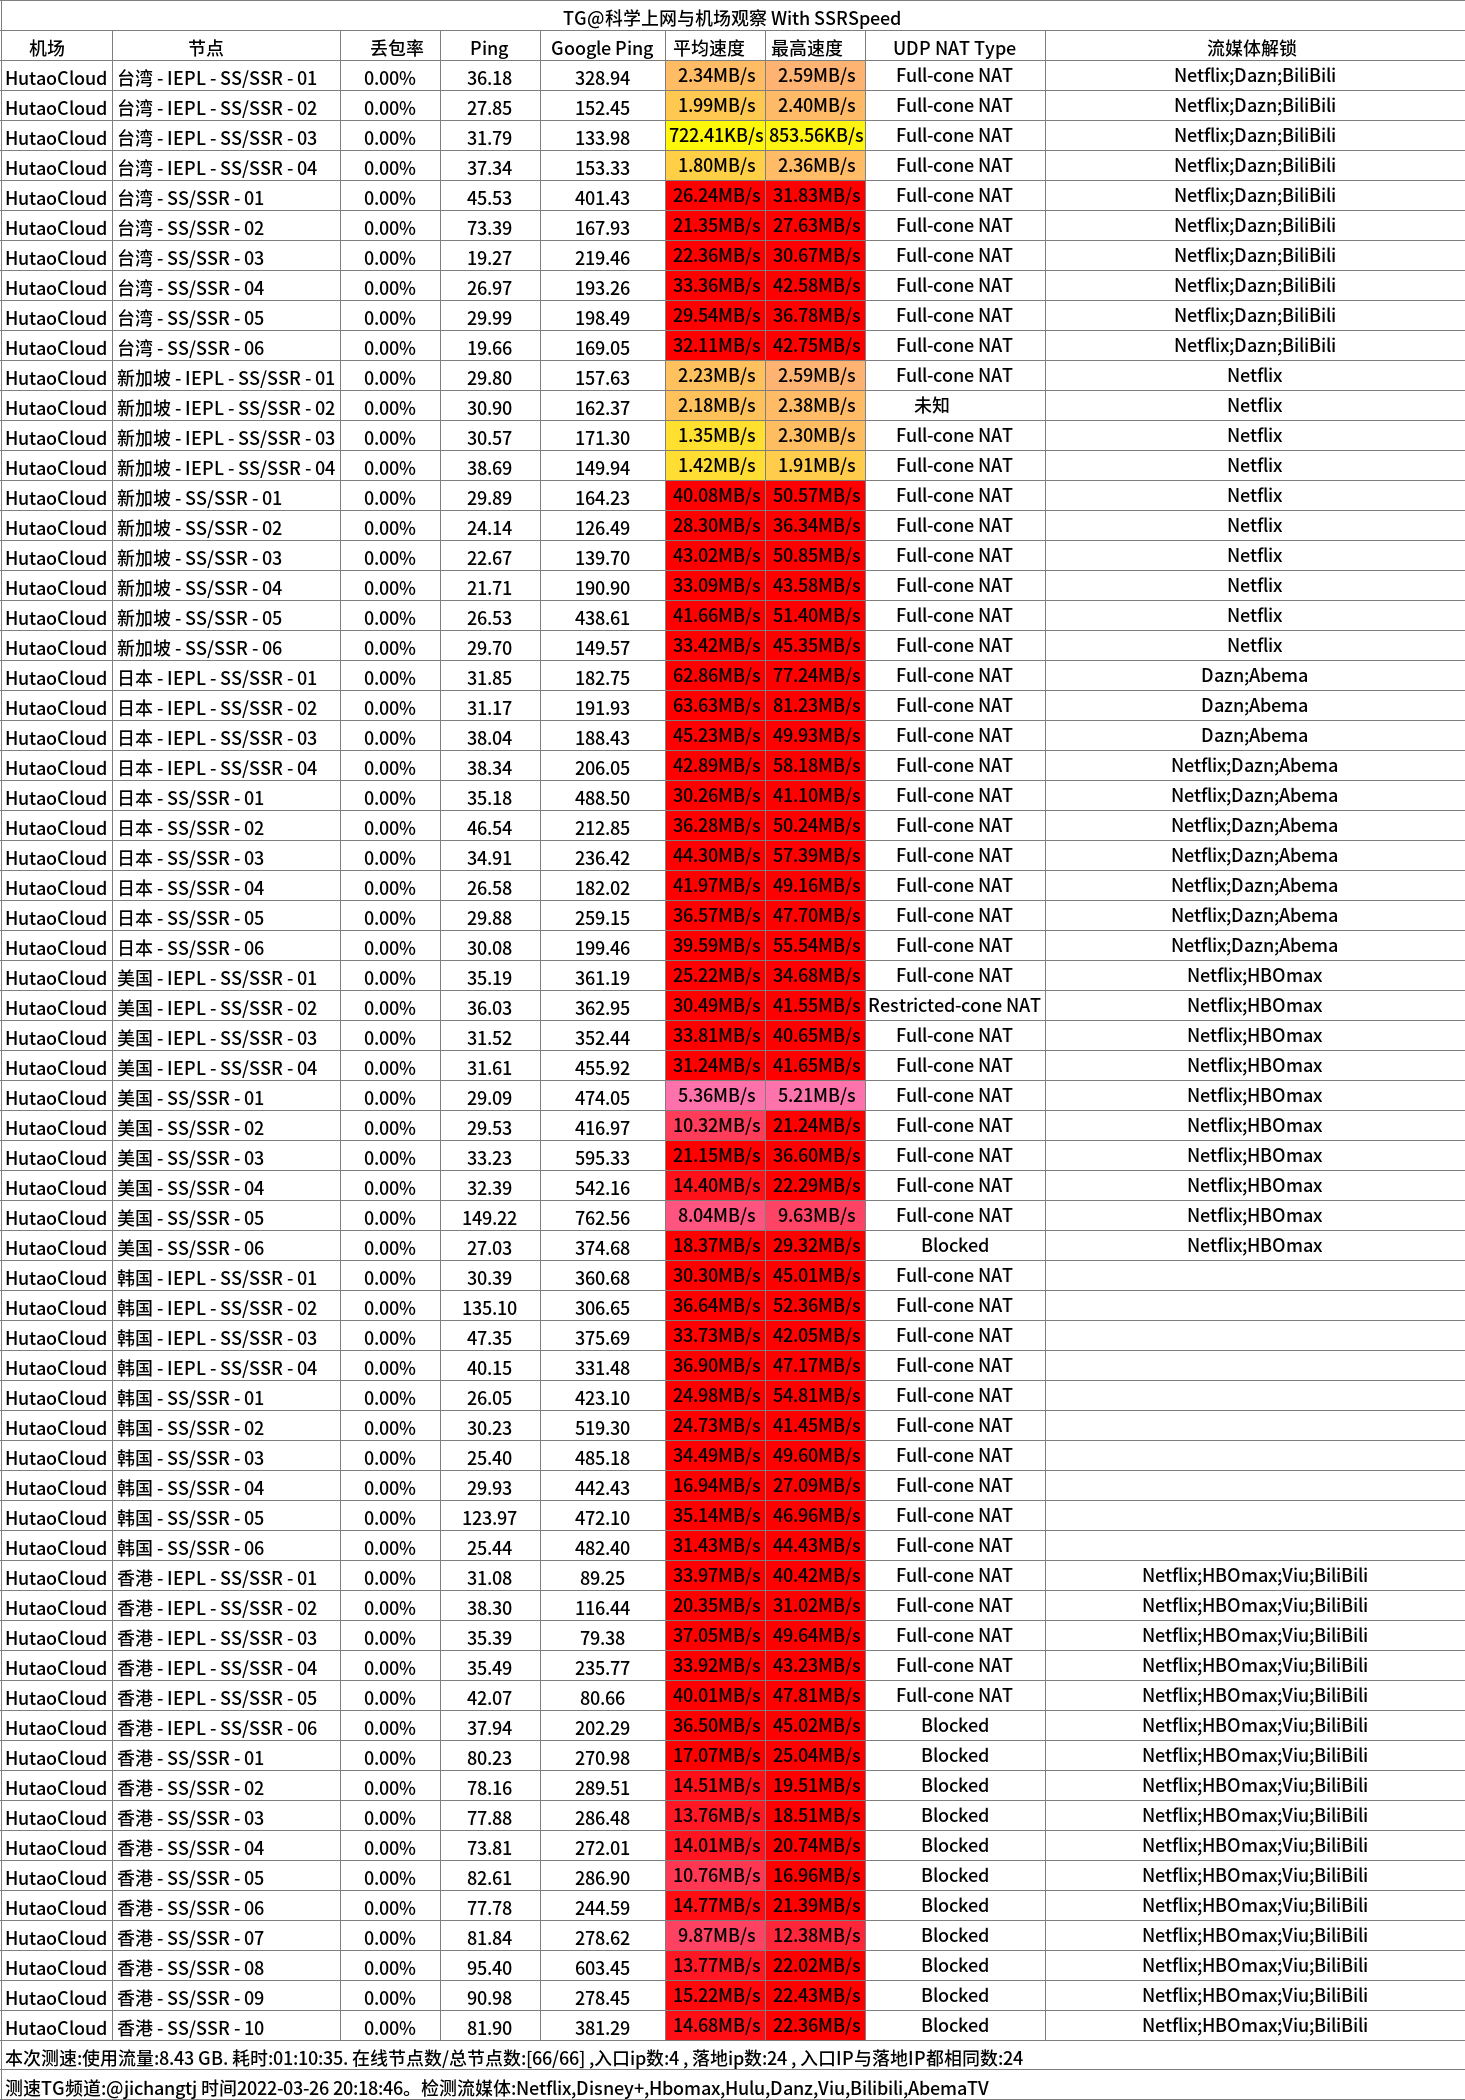 TG@科学上网与机场观察 With SSRSpeed
机场 节点 丢包率 Ping Google Ping 平均速度 最高速度 UDP NAT Type 流媒体解锁
HutaoCloud 台湾 - IEPL - SS/SSR - 01 0.00% 36.18 328.94 2.34MB/s 2.59MB/s Full-cone NAT Netflix;Dazn;BiliBili
HutaoCloud 台湾 - IEPL - SS/SSR - 02 0.00% 27.85 152.45 1.99MB/s 2.40MB/s Full-cone NAT Netflix;Dazn;BiliBili
HutaoCloud 台湾 - IEPL - SS/SSR - 03 0.00% 31.79 133.98 722.41KB/s 853.56KB/s Full-cone NAT Netflix;Dazn;BiliBili
HutaoCloud 台湾 - IEPL - SS/SSR - 04 0.00% 37.34 153.33 1.80MB/s 2.36MB/s Full-cone NAT Netflix;Dazn;BiliBili
HutaoCloud 台湾 - SS/SSR - 01 0.00% 45.53 401.43 26.24MB/s 31.83MB/s Full-cone NAT Netflix;Dazn;BiliBili
HutaoCloud 台湾 - SS/SSR - 02 0.00% 73.39 167.93 21.35MB/s 27.63MB/s Full-cone NAT Netflix;Dazn;BiliBili
HutaoCloud 台湾 - SS/SSR - 03 0.00% 19.27 219.46 22.36MB/s 30.67MB/s Full-cone NAT Netflix;Dazn;BiliBili
HutaoCloud 台湾 - SS/SSR - 04 0.00% 26.97 193.26 33.36MB/s 42.58MB/s Full-cone NAT Netflix;Dazn;BiliBili
HutaoCloud 台湾 - SS/SSR - 05 0.00% 29.99 198.49 29.54MB/s 36.78MB/s Full-cone NAT Netflix;Dazn;BiliBili
HutaoCloud 台湾 - SS/SSR - 06 0.00% 19.66 169.05 32.11MB/s 42.75MB/s Full-cone NAT Netflix;Dazn;BiliBili
HutaoCloud 新加坡 - IEPL - SS/SSR - 01 0.00% 29.80 157.63 2.23MB/s 2.59MB/s Full-cone NAT Netflix
HutaoCloud 新加坡 - IEPL - SS/SSR - 02 0.00% 30.90 162.37 2.18MB/s 2.38MB/s 未知 Netflix
HutaoCloud 新加坡 - IEPL - SS/SSR - 03 0.00% 30.57 171.30 1.35MB/s 2.30MB/s Full-cone NAT Netflix
HutaoCloud 新加坡 - IEPL - SS/SSR - 04 0.00% 38.69 149.94 1.42MB/s 1.91MB/s Full-cone NAT Netflix
HutaoCloud 新加坡 - SS/SSR - 01 0.00% 29.89 164.23 40.08MB/s 50.57MB/s Full-cone NAT Netflix
HutaoCloud 新加坡 - SS/SSR - 02 0.00% 24.14 126.49 28.30MB/s 36.34MB/s Full-cone NAT Netflix
HutaoCloud 新加坡 - SS/SSR - 03 0.00% 22.67 139.70 43.02MB/s 50.85MB/s Full-cone NAT Netflix
HutaoCloud 新加坡 - SS/SSR - 04 0.00% 21.71 190.90 33.09MB/s 43.58MB/s Full-cone NAT Netflix
HutaoCloud 新加坡 - SS/SSR - 05 0.00% 26.53 438.61 41.66MB/s 51.40MB/s Full-cone NAT Netflix
HutaoCloud 新加坡 - SS/SSR - 06 0.00% 29.70 149.57 33.42MB/s 45.35MB/s Full-cone NAT Netflix
HutaoCloud 日本 - IEPL - SS/SSR - 01 0.00% 31.85 182.75 62.86MB/s 77.24MB/s Full-cone NAT Dazn;Abema
HutaoCloud 日本 - IEPL - SS/SSR - 02 0.00% 31.17 191.93 63.63MB/s 81.23MB/s Full-cone NAT Dazn;Abema
HutaoCloud 日本 - IEPL - SS/SSR - 03 0.00% 38.04 188.43 45.23MB/s 49.93MB/s Full-cone NAT Dazn;Abema
HutaoCloud 日本 - IEPL - SS/SSR - 04 0.00% 38.34 206.05 42.89MB/s 58.18MB/s Full-cone NAT Netflix;Dazn;Abema
HutaoCloud 日本 - SS/SSR - 01 0.00% 35.18 488.50 30.26MB/s 41.10MB/s Full-cone NAT Netflix;Dazn;Abema
HutaoCloud 日本 - SS/SSR - 02 0.00% 46.54 212.85 36.28MB/s 50.24MB/s Full-cone NAT Netflix;Dazn;Abema
HutaoCloud 日本 - SS/SSR - 03 0.00% 34.91 236.42 44.30MB/s 57.39MB/s Full-cone NAT Netflix;Dazn;Abema
HutaoCloud 日本 - SS/SSR - 04 0.00% 26.58 182.02 41.97MB/s 49.16MB/s Full-cone NAT Netflix;Dazn;Abema
HutaoCloud 日本 - SS/SSR - 05 0.00% 29.88 259.15 36.57MB/s 47.70MB/s Full-cone NAT Netflix;Dazn;Abema
HutaoCloud 日本 - SS/SSR - 06 0.00% 30.08 199.46 39.59MB/s 55.54MB/s Full-cone NAT Netflix;Dazn;Abema
HutaoCloud 美国 - IEPL - SS/SSR - 01 0.00% 35.19 361.19 25.22MB/s 34.68MB/s Full-cone NAT Netflix;HBOmax
HutaoCloud 美国 - IEPL - SS/SSR - 02 0.00% 36.03 362.95 30.49MB/s 41.55MB/s Restricted-cone NAT Netflix;HBOmax
HutaoCloud 美国 - IEPL - SS/SSR - 03 0.00% 31.52 352.44 33.81MB/s 40.65MB/s Full-cone NAT Netflix;HBOmax
HutaoCloud 美国 - IEPL - SS/SSR - 04 0.00% 31.61 455.92 31.24MB/s 41.65MB/s Full-cone NAT Netflix;HBOmax
HutaoCloud 美国 - SS/SSR - 01 0.00% 29.09 474.05 5.36MB/s 5.21MB/s Full-cone NAT Netflix;HBOmax
HutaoCloud 美国 - SS/SSR - 02 0.00% 29.53 416.97 10.32MB/s 21.24MB/s Full-cone NAT Netflix;HBOmax
HutaoCloud 美国 - SS/SSR - 03 0.00% 33.23 595.33 21.15MB/s 36.60MB/s Full-cone NAT Netflix;HBOmax
HutaoCloud 美国 - SS/SSR - 04 0.00% 32.39 542.16 14.40MB/s 22.29MB/s Full-cone NAT Netflix;HBOmax
HutaoCloud 美国 - SS/SSR - 05 0.00% 149.22 762.56 8.04MB/s 9.63MB/s Full-cone NAT Netflix;HBOmax
HutaoCloud 美国 - SS/SSR - 06 0.00% 27.03 374.68 18.37MB/s 29.32MB/s Blocked Netflix;HBOmax
HutaoCloud 韩国 - IEPL - SS/SSR - 01 0.00% 30.39 360.68 30.30MB/s 45.01MB/s Full-cone NAT
HutaoCloud 韩国 - IEPL - SS/SSR - 02 0.00% 135.10 306.65 36.64MB/s 52.36MB/s Full-cone NAT
HutaoCloud 韩国 - IEPL - SS/SSR - 03 0.00% 47.35 375.69 33.73MB/s 42.05MB/s Full-cone NAT
HutaoCloud 韩国 - IEPL - SS/SSR - 04 0.00% 40.15 331.48 36.90MB/s 47.17MB/s Full-cone NAT
HutaoCloud 韩国 - SS/SSR - 01 0.00% 26.05 423.10 24.98MB/s 54.81MB/s Full-cone NAT
HutaoCloud 韩国 - SS/SSR - 02 0.00% 30.23 519.30 24.73MB/s 41.45MB/s Full-cone NAT
HutaoCloud 韩国 - SS/SSR - 03 0.00% 25.40 485.18 34.49MB/s 49.60MB/s Full-cone NAT
HutaoCloud 韩国 - SS/SSR - 04 0.00% 29.93 442.43 16.94MB/s 27.09MB/s Full-cone NAT
HutaoCloud 韩国 - SS/SSR - 05 0.00% 123.97 472.10 35.14MB/s 46.96MB/s Full-cone NAT
HutaoCloud 韩国 - SS/SSR - 06 0.00% 25.44 482.40 31.43MB/s 44.43MB/s Full-cone NAT
HutaoCloud 香港 - IEPL - SS/SSR - 01 0.00% 31.08 89.25 33.97MB/s 40.42MB/s Full-cone NAT Netflix;HBOmax;Viu;BiliBili
HutaoCloud 香港 - IEPL - SS/SSR - 02 0.00% 38.30 116.44 20.35MB/s 31.02MB/s Full-cone NAT Netflix;HBOmax;Viu;BiliBili
HutaoCloud 香港 - IEPL - SS/SSR - 03 0.00% 35.39 79.38 37.05MB/s 49.64MB/s Full-cone NAT Netflix;HBOmax;Viu;BiliBili
HutaoCloud 香港 - IEPL - SS/SSR - 04 0.00% 35.49 235.77 33.92MB/s 43.23MB/s Full-cone NAT Netflix;HBOmax;Viu;BiliBili
HutaoCloud 香港 - IEPL - SS/SSR - 05 0.00% 42.07 80.66 40.01MB/s 47.81MB/s Full-cone NAT Netflix;HBOmax;Viu;BiliBili
HutaoCloud 香港 - IEPL - SS/SSR - 06 0.00% 37.94 202.29 36.50MB/s 45.02MB/s Blocked Netflix;HBOmax;Viu;BiliBili
HutaoCloud 香港 - SS/SSR - 01 0.00% 80.23 270.98 17.07MB/s 25.04MB/s Blocked Netflix;HBOmax;Viu;BiliBili
HutaoCloud 香港 - SS/SSR - 02 0.00% 78.16 289.51 14.51MB/s 19.51MB/s Blocked Netflix;HBOmax;Viu;BiliBili
HutaoCloud 香港 - SS/SSR - 03 0.00% 77.88 286.48 13.76MB/s 18.51MB/s Blocked Netflix;HBOmax;Viu;BiliBili
HutaoCloud 香港 - SS/SSR - 04 0.00% 73.81 272.01 14.01MB/s 20.74MB/s Blocked Netflix;HBOmax;Viu;BiliBili
HutaoCloud 香港 - SS/SSR - 05 0.00% 82.61 286.90 10.76MB/s 16.96MB/s Blocked Netflix;HBOmax;Viu;BiliBili
HutaoCloud 香港 - SS/SSR - 06 0.00% 77.78 244.59 14.77MB/s 21.39MB/s Blocked Netflix;HBOmax;Viu;BiliBili
HutaoCloud 香港 - SS/SSR - 07 0.00% 81.84 278.62 9.87MB/s 12.38MB/s Blocked Netflix;HBOmax;Viu;BiliBili
HutaoCloud 香港 - SS/SSR - 08 0.00% 95.40 603.45 13.77MB/s 22.02MB/s Blocked Netflix;HBOmax;Viu;BiliBili
HutaoCloud 香港 - SS/SSR - 09 0.00% 90.98 278.45 15.22MB/s 22.43MB/s Blocked Netflix;HBOmax;Viu;BiliBili
HutaoCloud 香港 - SS/SSR - 10 0.00% 81.90 381.29 14.68MB/s 22.36MB/s Blocked Netflix;HBOmax;Viu;BiliBili
本次测速:使用流量:8.43 GB. 耗时:01:10:35. 在线节点数/总节点数:[66/66] ,入口ip数:4 , 落地ip数:24 , 入口IP与落地IP都相同数:24
测速TG频道:@jichangtj 时间2022-03-26 20:18:46。检测流媒体:Netflix,Disney+,Hbomax,Hulu,Danz,Viu,Bilibili,AbemaTV